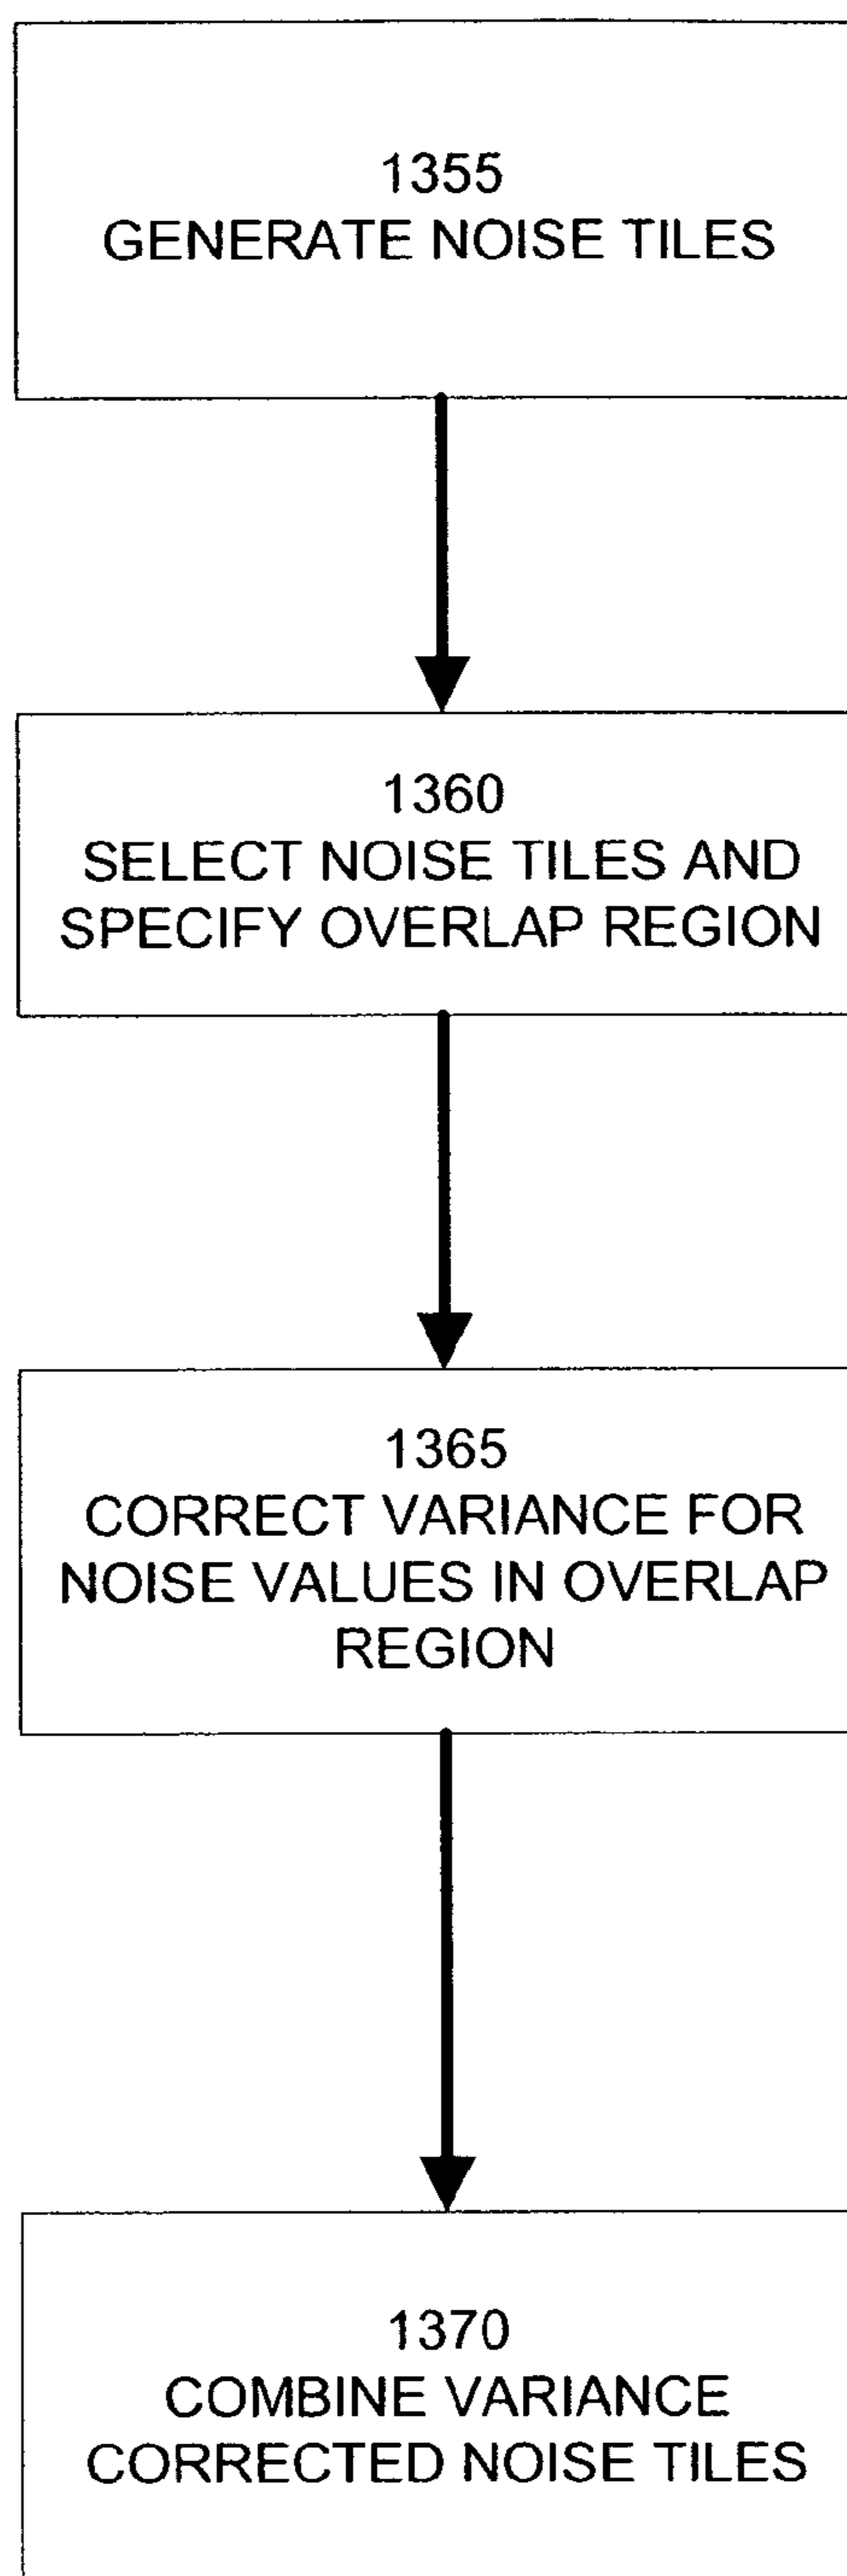 1355
GENERATE NOISE TILES
1360
SELECT NOISE TILES AND
SPECIFY OVERLAP REGION
1365
CORRECT VARIANCE FOR
NOISE VALUES IN OVERLAP
REGION
1370
COMBINE VARIANCE
CORRECTED NOISE TILES